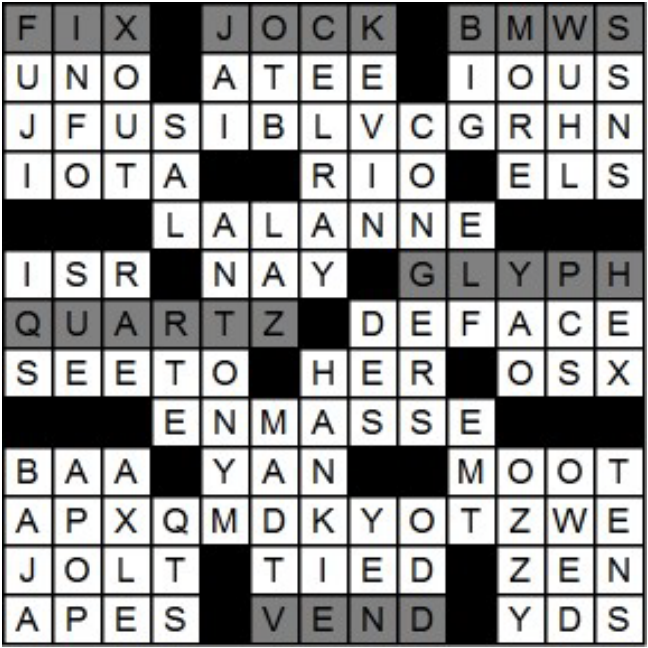 FIX JOCK BMWS
UNO ATEE IOUS
JFUSIBLVCGRHN
IOTA RIO ELS
LALANNE
ISR NAY GLYPH
QUARTZ DEFACE
SEETO HER OSX
ENMASSE
BAA YAN MOOT
APXQMDKYOTZWE
JOLT TIED ZEN
APES VEND YDS